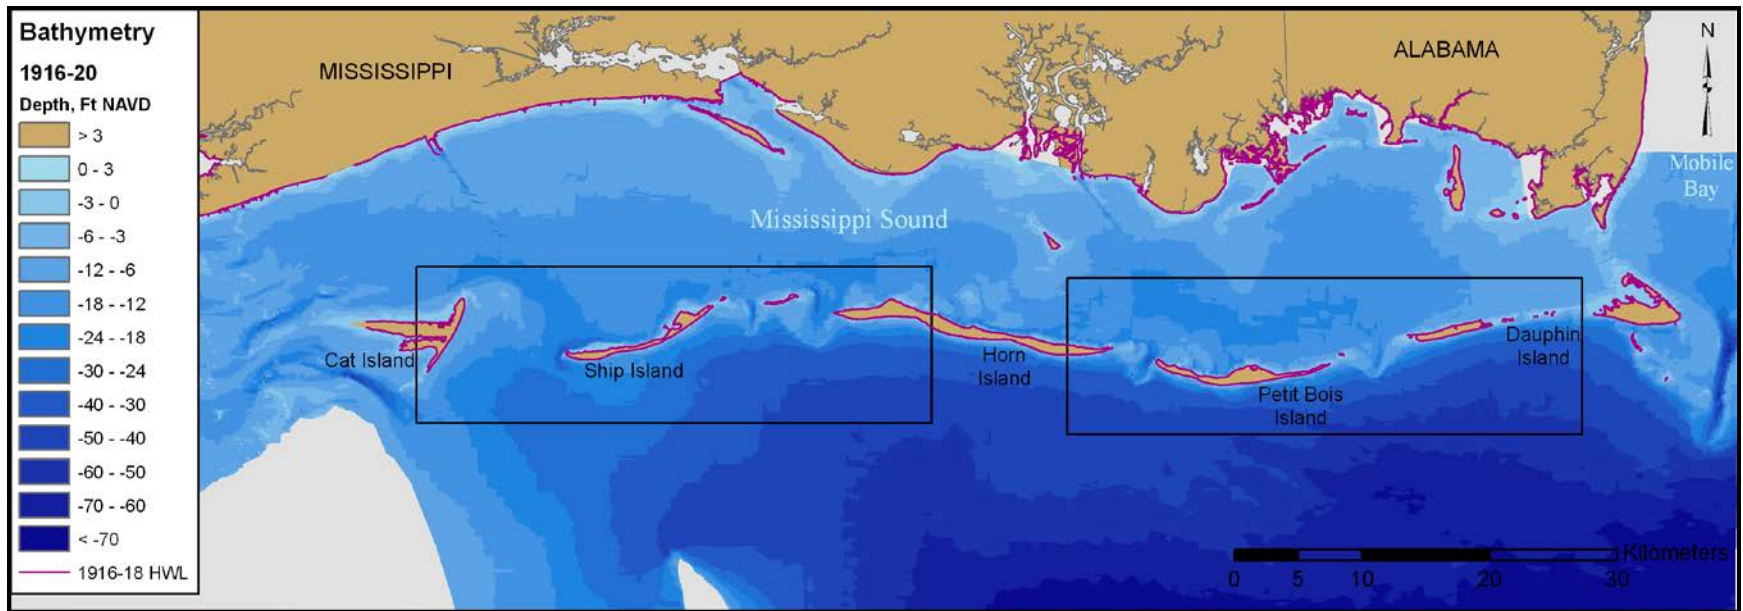 Bathymetry
1916-20
Depth, Ft NAVD
> 3
0 - 3
-3 - 0
-6 - -3
-12 - -6
-18 - -12
-24 - -18
-30 - -24
-40 - -30
-50 - -40
-60 - -50
-70 - -60
< -70
1916-18 HWL
MISSISSIPPI
ALABAMA
N
Mobile
Bay
Mississippi Sound
Cat Island
Ship Island
Horn
Island
Petit Bois
Island
Dauphin
Island
Kilometers
0 5 10 20 30